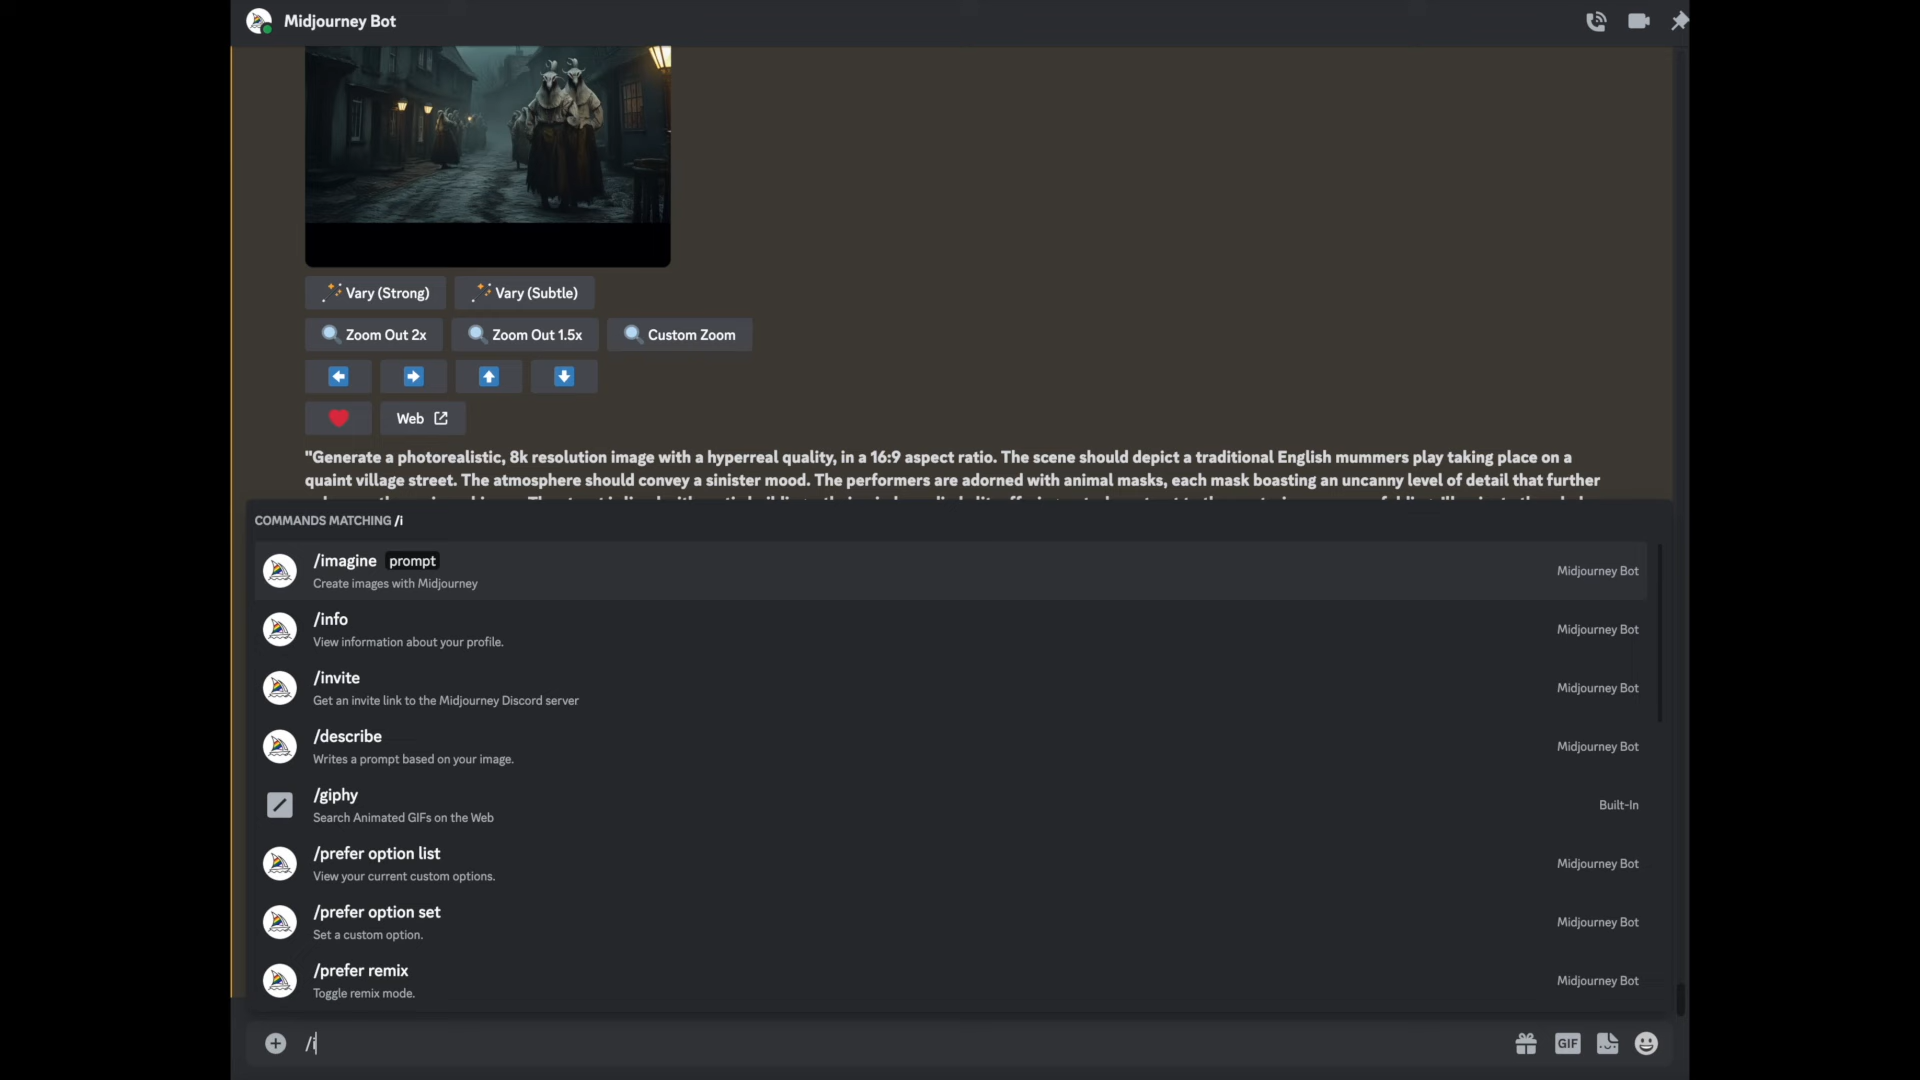 Midjourney Bot
Vary (Strong)
Vary (Subtle)
Zoom Out 2x
Zoom Out 1.5x
Custom Zoom
Web
"Generate a photorealistic, 8k resolution image with a hyperreal quality, in a 16:9 aspect ratio. The scene should depict a traditional English mummers play taking place on a
quaint village street. The atmosphere should convey a sinister mood. The performers are adorned with animal masks, each mask boasting an uncanny level of detail that further
COMMANDS MATCHING /i
/imagine prompt
Create images with Midjourney
Midjourney Bot
/info
View information about your profile.
Midjourney Bot
/invite
Get an invite link to the Midjourney Discord server
Midjourney Bot
/describe
Writes a prompt based on your image.
Midjourney Bot
/giphy
Search Animated GIFs on the Web
Built-In
/prefer option list
View your current custom options.
Midjourney Bot
/prefer option set
Set a custom option.
Midjourney Bot
/prefer remix
Toggle remix mode.
Midjourney Bot
/i
GIF